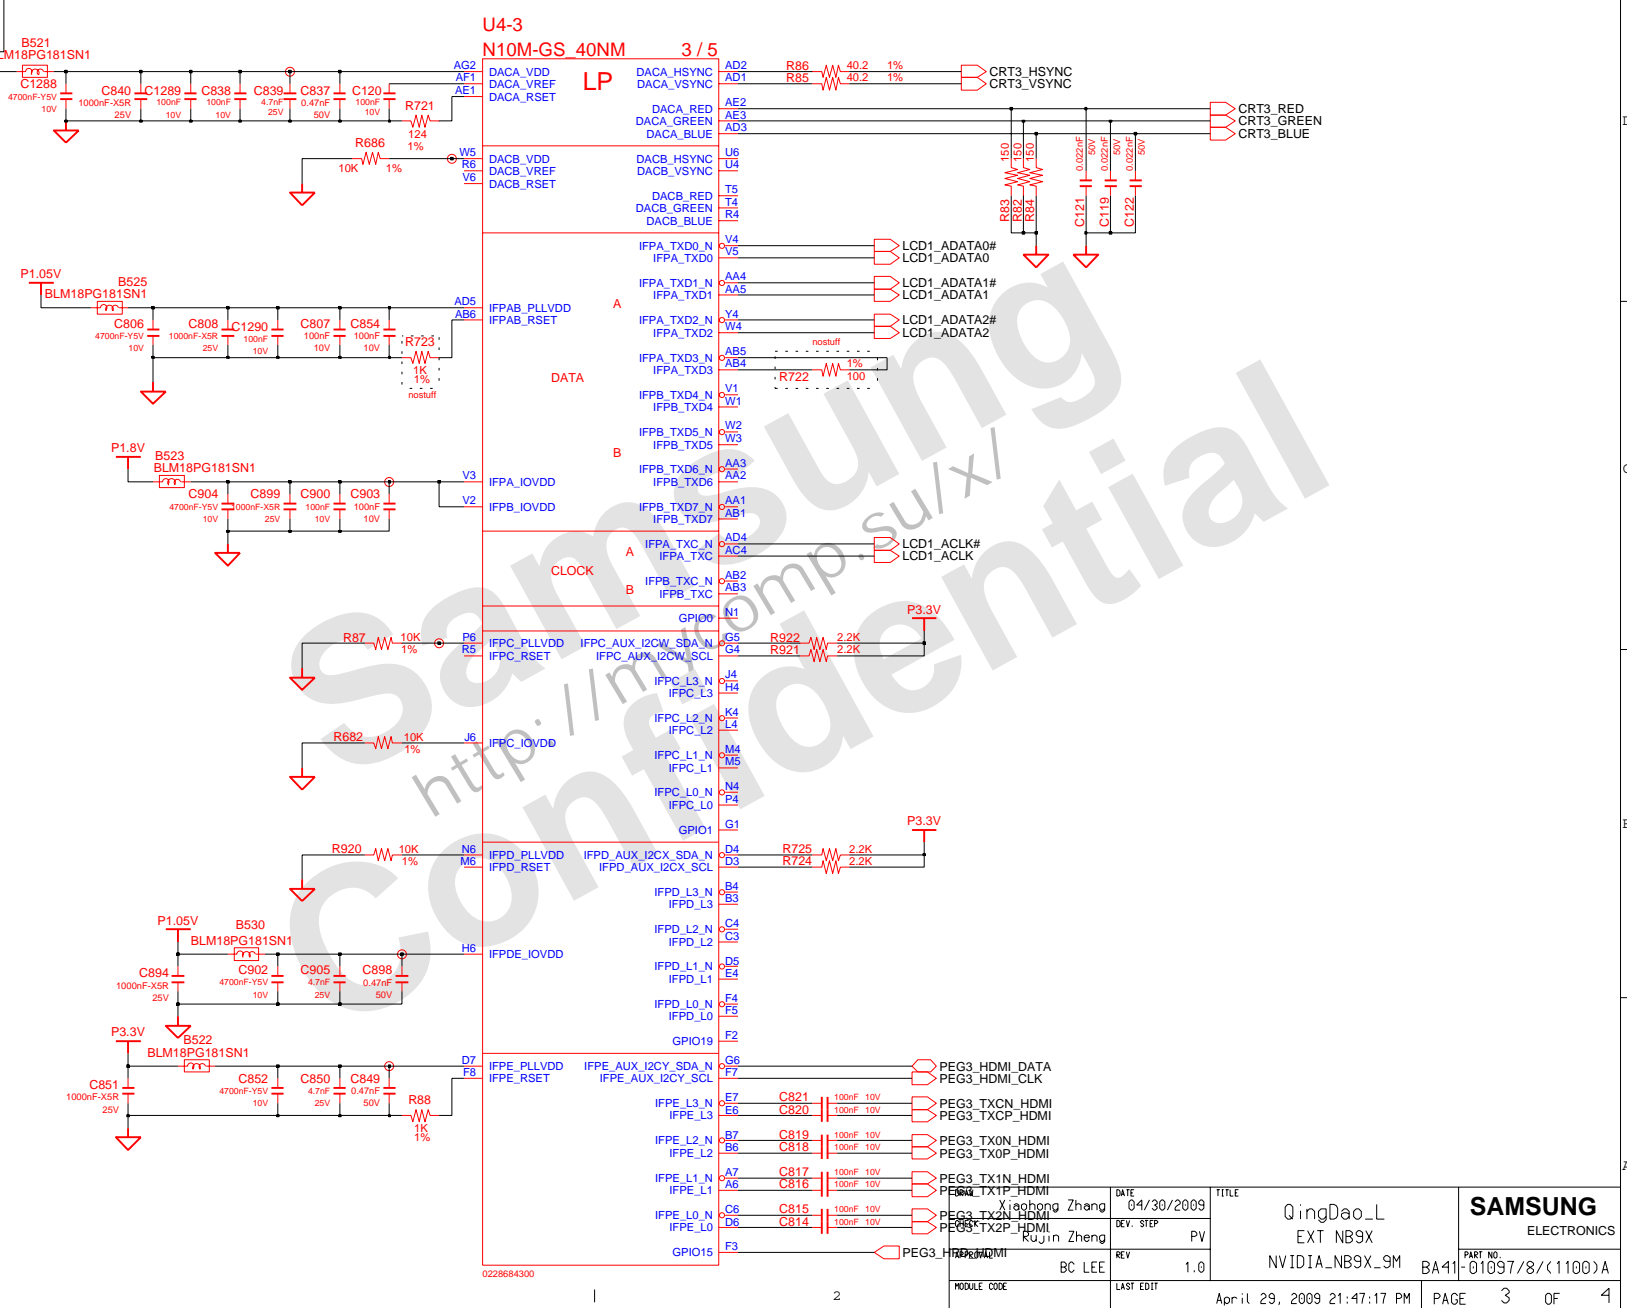 U4-3
N10M-GS_40NM 3 / 5
LP
B521
LM18PG181SN1
C1288 4700nF-Y5V 10V
C840 1000nF-X5R 25V
C1289 100nF 10V
C838 100nF 10V
C839 4.7nF 25V
C837 0.47nF 50V
C120 100nF 10V
R721 124 1%
AG2 DACA_VDD
AF1 DACA_VREF
AE1 DACA_RSET
DACA_HSYNC AD2 R86 40.2 1% CRT3_HSYNC
DACA_VSYNC AD1 R85 40.2 1% CRT3_VSYNC
DACA_RED AE2 CRT3_RED
DACA_GREEN AE3 CRT3_GREEN
DACA_BLUE AD3 CRT3_BLUE
R83 150
R82 150
R84 150
C121 0.022nF 50V
C119 0.022nF 50V
C122 0.022nF 50V
R686 10K 1%
W5 DACB_VDD
R6 DACB_VREF
V6 DACB_RSET
DACB_HSYNC U6
DACB_VSYNC U4
DACB_RED T5
DACB_GREEN T4
DACB_BLUE R4
IFPA_TXD0_N V4 LCD1_ADATA0#
IFPA_TXD0 V5 LCD1_ADATA0
IFPA_TXD1_N AA4 LCD1_ADATA1#
IFPA_TXD1 AA5 LCD1_ADATA1
IFPA_TXD2_N Y4 LCD1_ADATA2#
IFPA_TXD2 W4 LCD1_ADATA2
P1.05V
B525
BLM18PG181SN1
C806 4700nF-Y5V 10V
C808 1000nF-X5R 25V
C1290 100nF 10V
C807 100nF 10V
C854 100nF 10V
R723 1K 1%
nostuff
AD5 IFPAB_PLLVDD
AB6 IFPAB_RSET
A
DATA
B
nostuff
IFPA_TXD3_N AB5
IFPA_TXD3 AB4 R722 1% 100
IFPB_TXD4_N V1
IFPB_TXD4 W1
IFPB_TXD5_N W2
IFPB_TXD5 W3
IFPB_TXD6_N AA3
IFPB_TXD6 AA2
IFPB_TXD7_N AA1
IFPB_TXD7 AB1
P1.8V
B523
BLM18PG181SN1
C904 4700nF-Y5V 10V
C899 1000nF-X5R 25V
C900 100nF 10V
C903 100nF 10V
V3 IFPA_IOVDD
V2 IFPB_IOVDD
A
CLOCK
B
IFPA_TXC_N AD4 LCD1_ACLK#
IFPA_TXC AC4 LCD1_ACLK
IFPB_TXC_N AB2
IFPB_TXC AB3
GPIO0 N1
P3.3V
R87 10K 1%
P6 IFPC_PLLVDD
R5 IFPC_RSET
IFPC_AUX_I2CW_SDA_N G5 R922 2.2K
IFPC_AUX_I2CW_SCL G4 R921 2.2K
IFPC_L3_N J4
IFPC_L3 H4
IFPC_L2_N K4
IFPC_L2 L4
R682 10K 1%
J6 IFPC_IOVDD
IFPC_L1_N M4
IFPC_L1 M5
IFPC_L0_N N4
IFPC_L0 P4
GPIO1 G1
P3.3V
R920 10K 1%
N6 IFPD_PLLVDD
M6 IFPD_RSET
IFPD_AUX_I2CX_SDA_N D4 R725 2.2K
IFPD_AUX_I2CX_SCL D3 R724 2.2K
IFPD_L3_N B4
IFPD_L3 B3
IFPD_L2_N C4
IFPD_L2 C3
IFPD_L1_N D5
IFPD_L1 E4
IFPD_L0_N F4
IFPD_L0 F5
GPIO19 F2
P1.05V
B530
BLM18PG181SN1
C894 1000nF-X5R 25V
C902 4700nF-Y5V 10V
C905 4.7nF 25V
C898 0.47nF 50V
H6 IFPDE_IOVDD
P3.3V
B522
BLM18PG181SN1
C851 1000nF-X5R 25V
C852 4700nF-Y5V 10V
C850 4.7nF 25V
C849 0.47nF 50V
R88 1K 1%
D7 IFPE_PLLVDD
F8 IFPE_RSET
IFPE_AUX_I2CY_SDA_N G6 PEG3_HDMI_DATA
IFPE_AUX_I2CY_SCL F7 PEG3_HDMI_CLK
IFPE_L3_N E7 C821 100nF 10V PEG3_TXCN_HDMI
IFPE_L3 E6 C820 100nF 10V PEG3_TXCP_HDMI
IFPE_L2_N B7 C819 100nF 10V PEG3_TX0N_HDMI
IFPE_L2 B6 C818 100nF 10V PEG3_TX0P_HDMI
IFPE_L1_N A7 C817 100nF 10V PEG3_TX1N_HDMI
IFPE_L1 A6 C816 100nF 10V PEG3_TX1P_HDMI
IFPE_L0_N C6 C815 100nF 10V PEG3_TX2N_HDMI
IFPE_L0 D6 C814 100nF 10V PEG3_TX2P_HDMI
GPIO15 F3 PEG3_HPD_HDMI
0228684300
Samsung
Confidential
http://mycomp.su/x/
DRAW Xiaohong Zhang
DATE 04/30/2009
CHECK Rujin Zheng
DEV. STEP PV
APPROVAL BC LEE
REV 1.0
MODULE CODE
LAST EDIT April 29, 2009 21:47:17 PM
TITLE
QingDao_L
EXT NB9X
NVIDIA_NB9X_9M
SAMSUNG
ELECTRONICS
PART NO.
BA41-01097/8/(1100)A
PAGE 3 OF 4
2